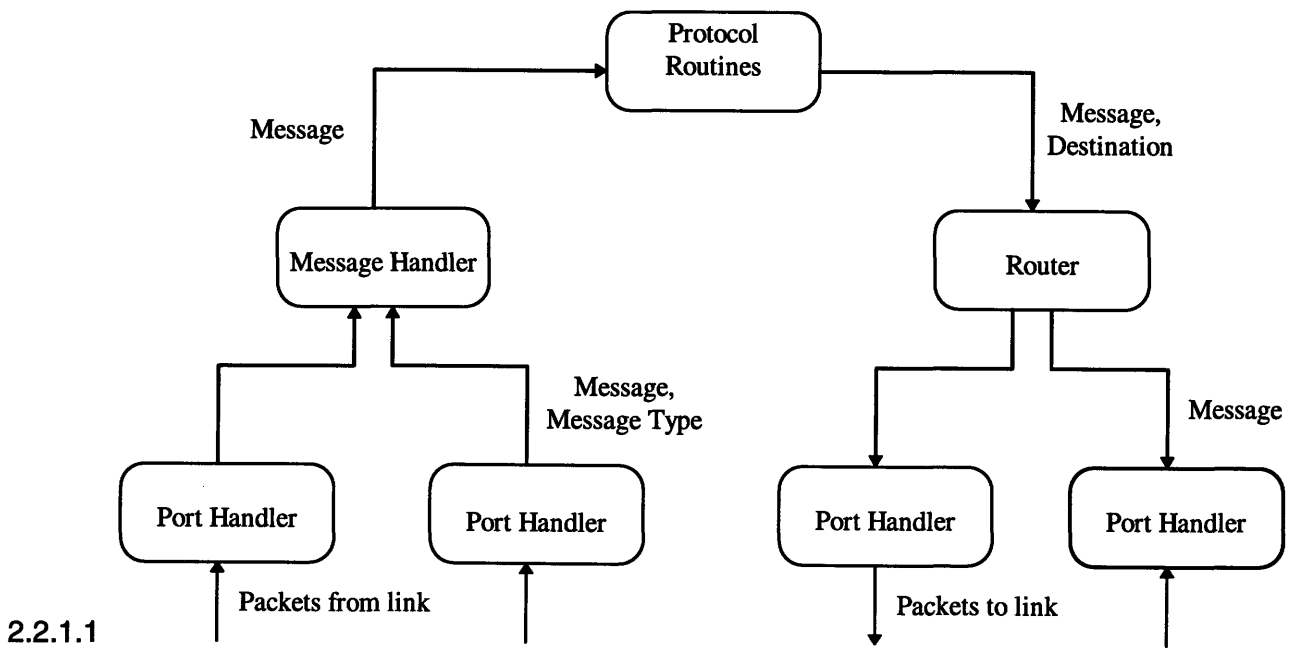 Protocol
Routines
Message
Message,
Destination
Message Handler
Router
Message,
Message Type
Message
Port Handler
Port Handler
Port Handler
Port Handler
Packets from link
Packets to link
2.2.1.1